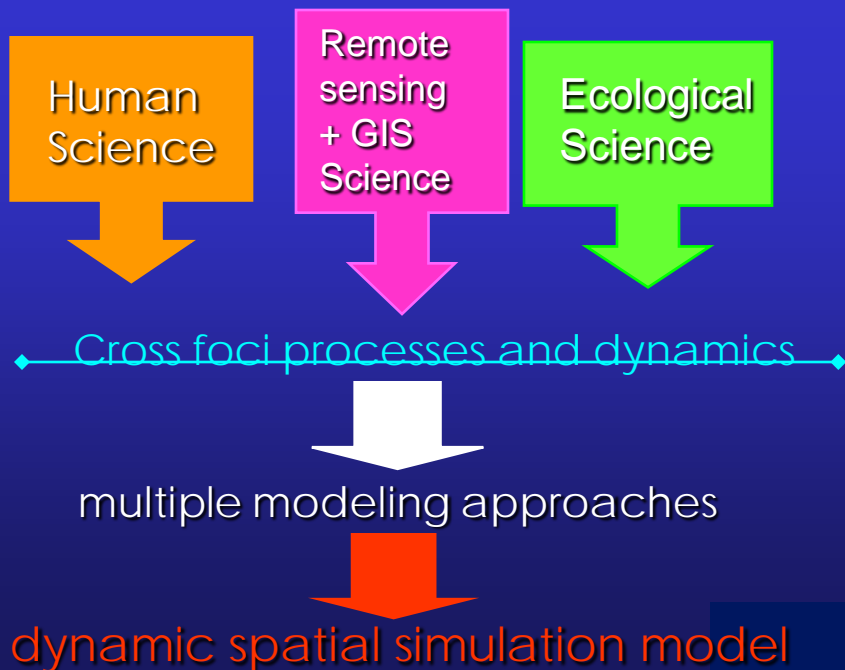 Human
Science
Remote
sensing
+ GIS
Science
Ecological
Science
Cross foci processes and dynamics
multiple modeling approaches
dynamic spatial simulation model